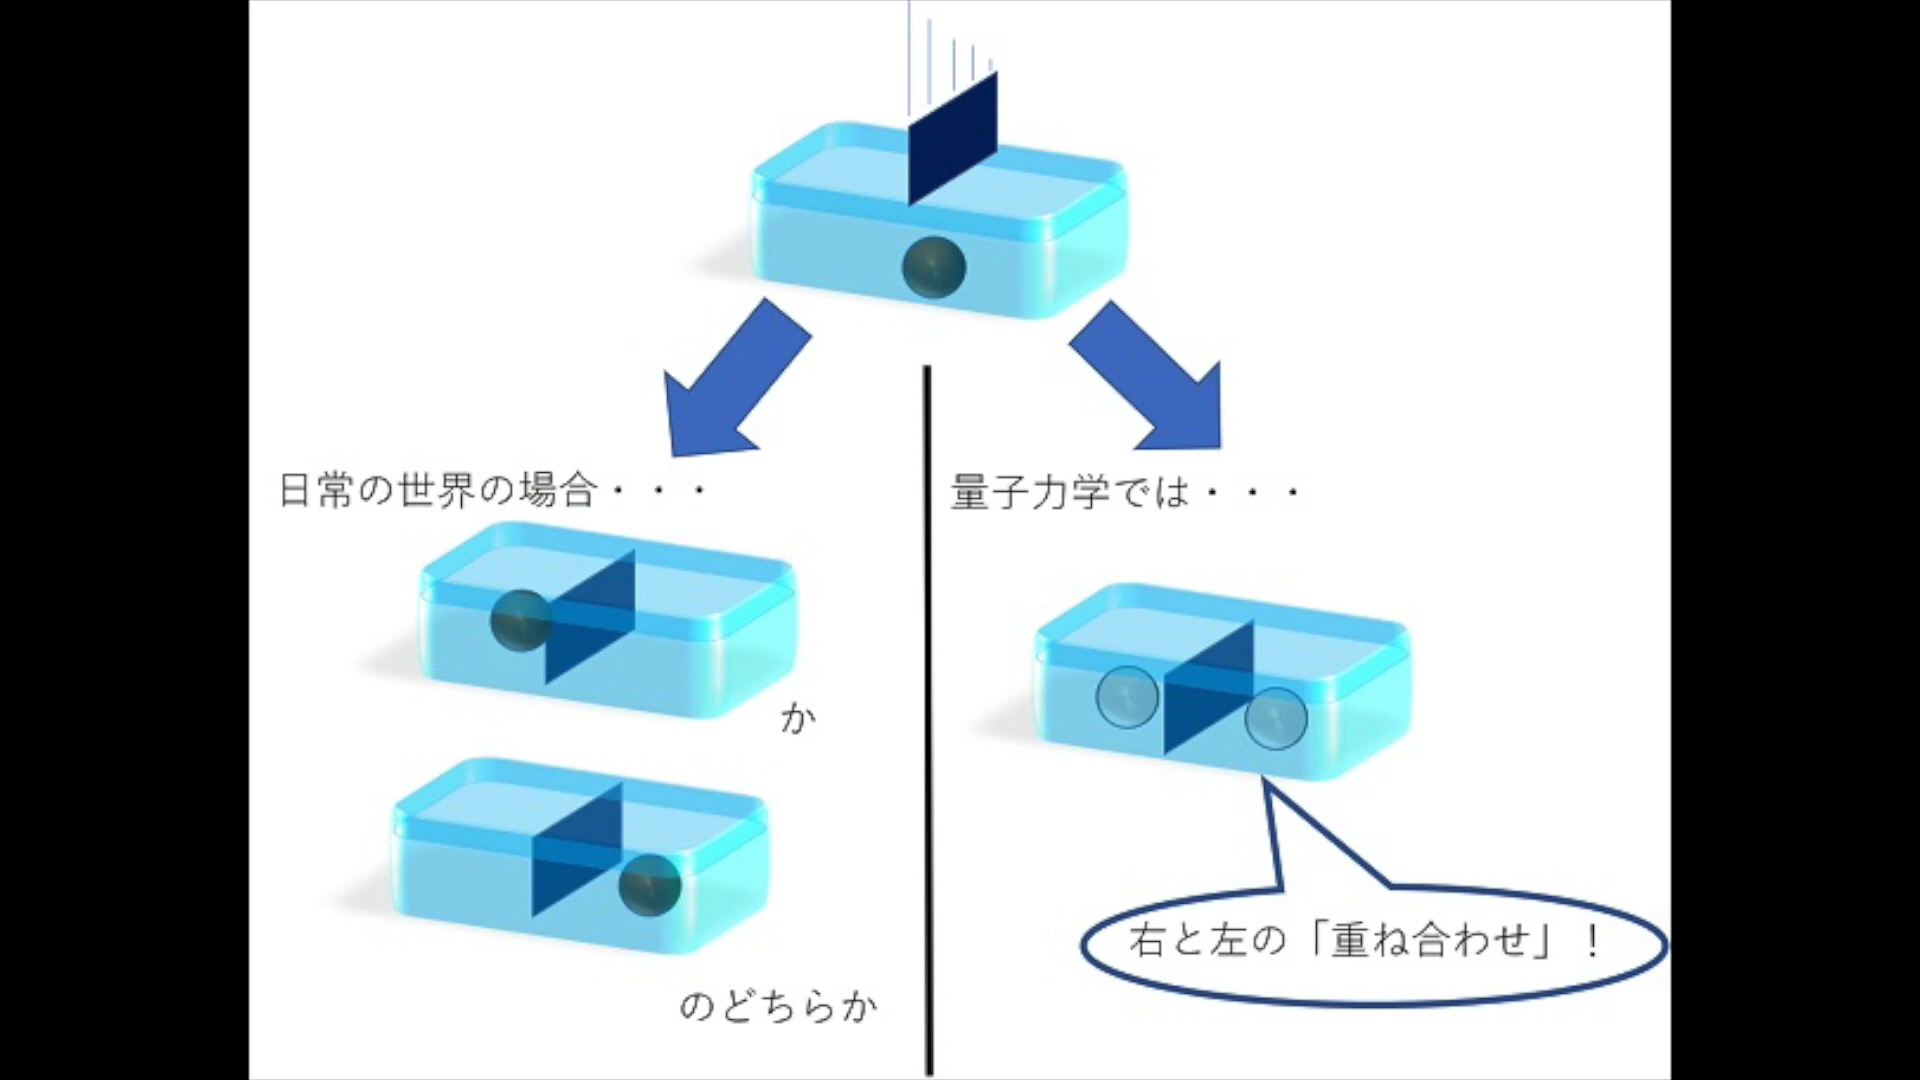 日常の世界の場合・・・
か
のどちらか
量子力学では・・・
右と左の「重ね合わせ」！